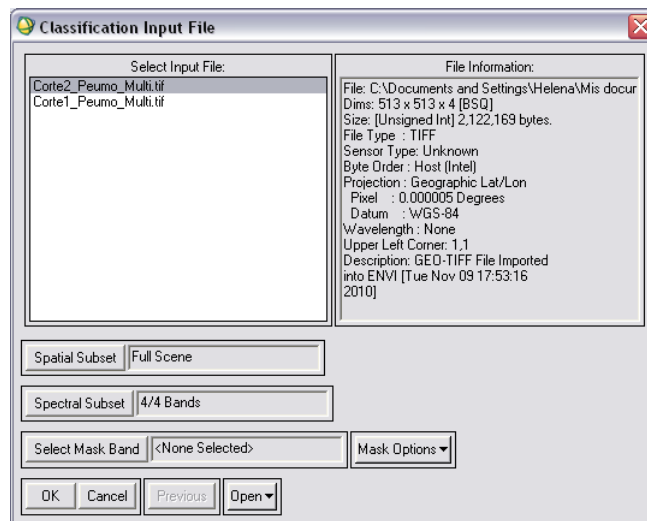 Classification Input File
Select Input File:
Corte2_Peumo_Multi.tif
Corte1_Peumo_Multi.tif
File Information:
File: C:\Documents and Settings\Helena\Mis docur
Dims: 513 x 513 x 4 [BSQ]
Size: [Unsigned Int] 2,122,169 bytes.
File Type : TIFF
Sensor Type: Unknown
Byte Order : Host (Intel)
Projection : Geographic Lat/Lon
Pixel : 0.000005 Degrees
Datum : WGS-84
Wavelength : None
Upper Left Corner: 1,1
Description: GEO-TIFF File Imported
into ENVI [Tue Nov 09 17:53:16
2010]
Spatial Subset Full Scene
Spectral Subset 4/4 Bands
Select Mask Band <None Selected> Mask Options
OK Cancel Previous Open